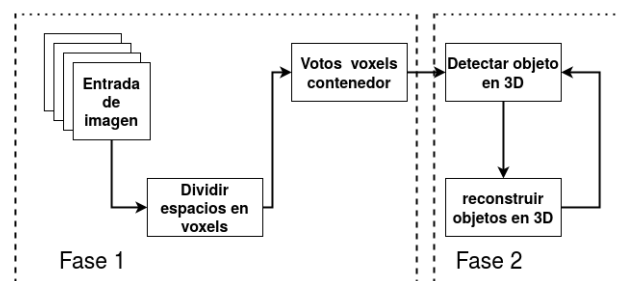 Entrada
de
imagen
Dividir
espacios en
voxels
Votos voxels
contenedor
Fase 1
Detectar objeto
en 3D
reconstruir
objetos en 3D
Fase 2